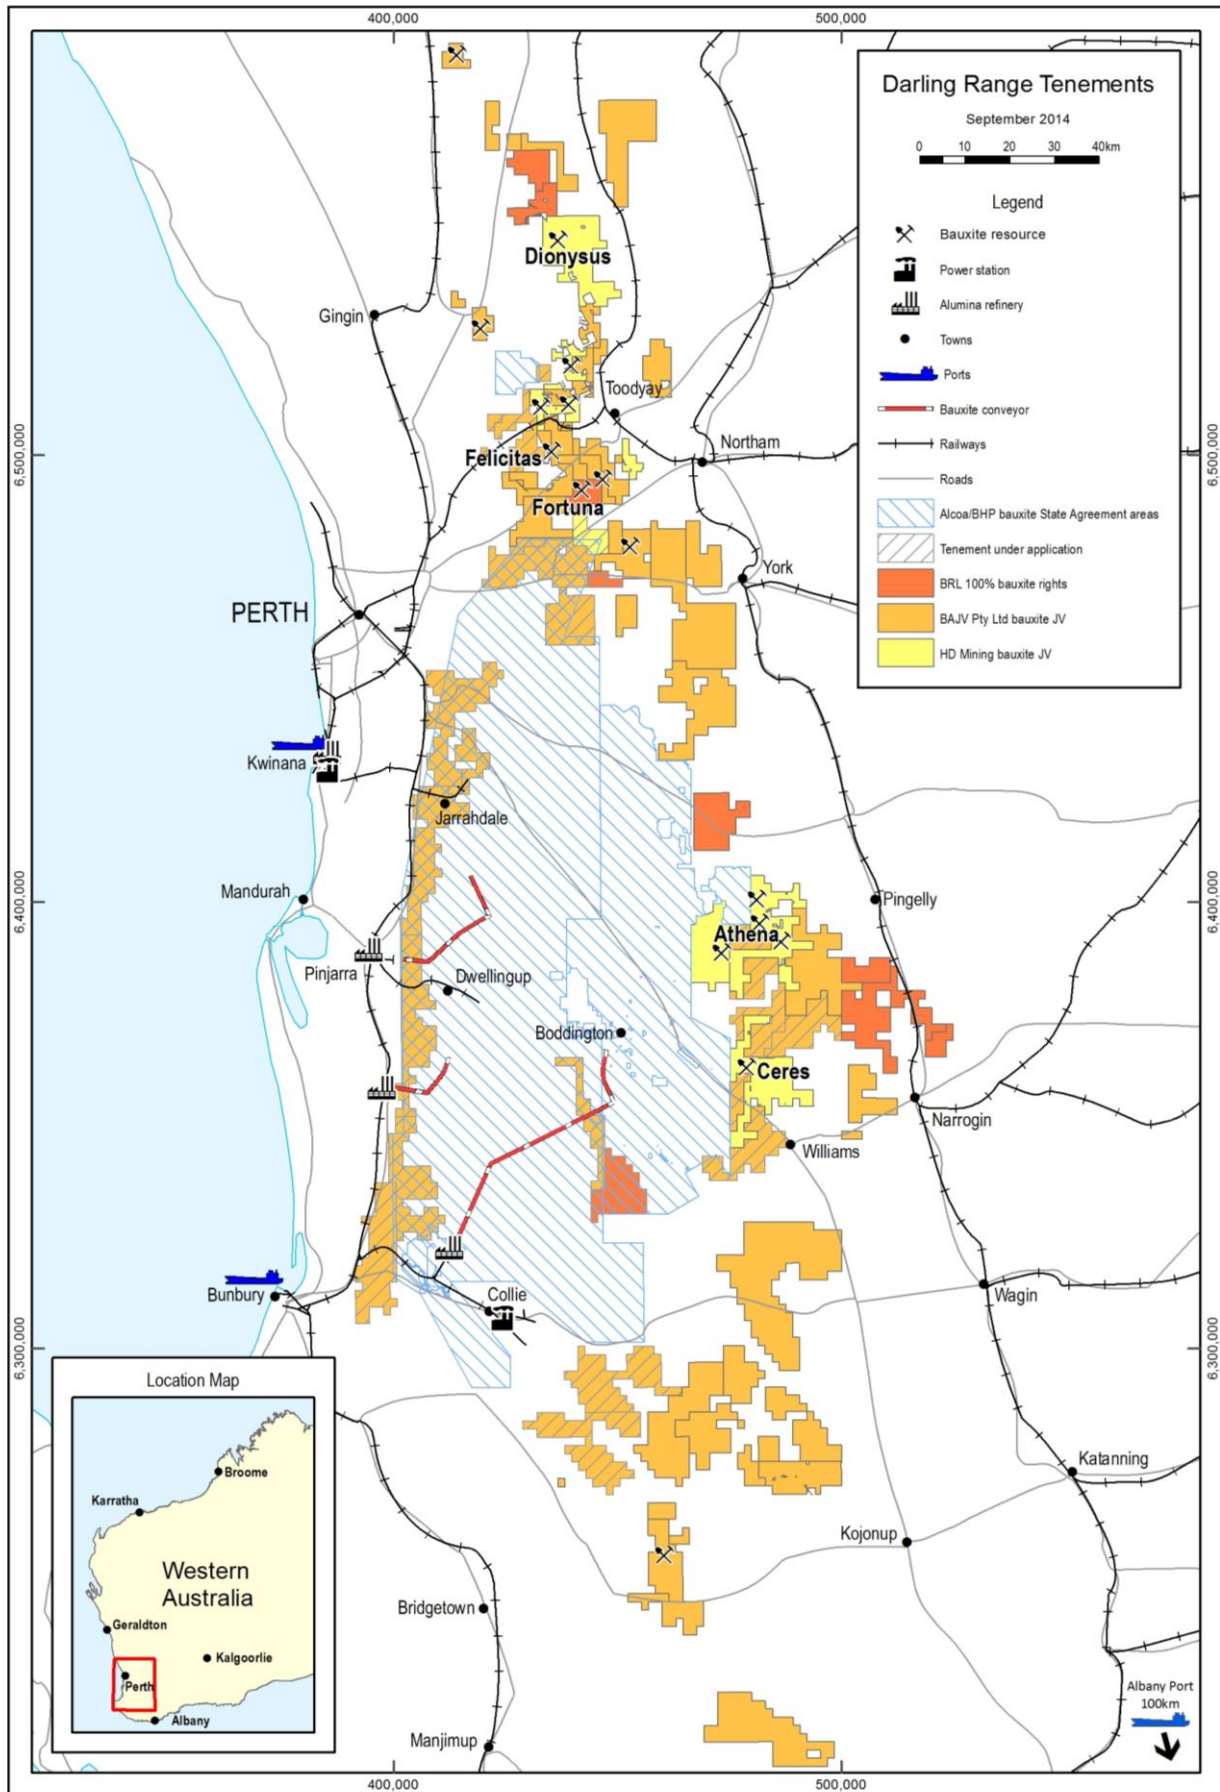 400,000
500,000
Darling Range Tenements
September 2014
0 10 20 30 40km
Legend
Bauxite resource
Power station
Alumina refinery
Towns
Ports
Bauxite conveyor
Railways
Roads
Alcoa/BHP bauxite State Agreement areas
Tenement under application
BRL 100% bauxite rights
BAJV Pty Ltd bauxite JV
HD Mining bauxite JV
Dionysus
Gingin
Toodyay
6,500,000
Northam
6,500,000
Felicitas
Fortuna
York
PERTH
Kwinana
Jarrahdale
Mandurah
6,400,000
Pingelly
6,400,000
Athena
Pinjarra
Dwellingup
Boddington
Ceres
Narrogin
Williams
Bunbury
Collie
Wagin
6,300,000
6,300,000
Location Map
Broome
Karratha
Western
Australia
Geraldton
Kalgoorlie
Perth
Albany
Katanning
Kojonup
Bridgetown
Manjimup
Albany Port
100km
400,000
500,000